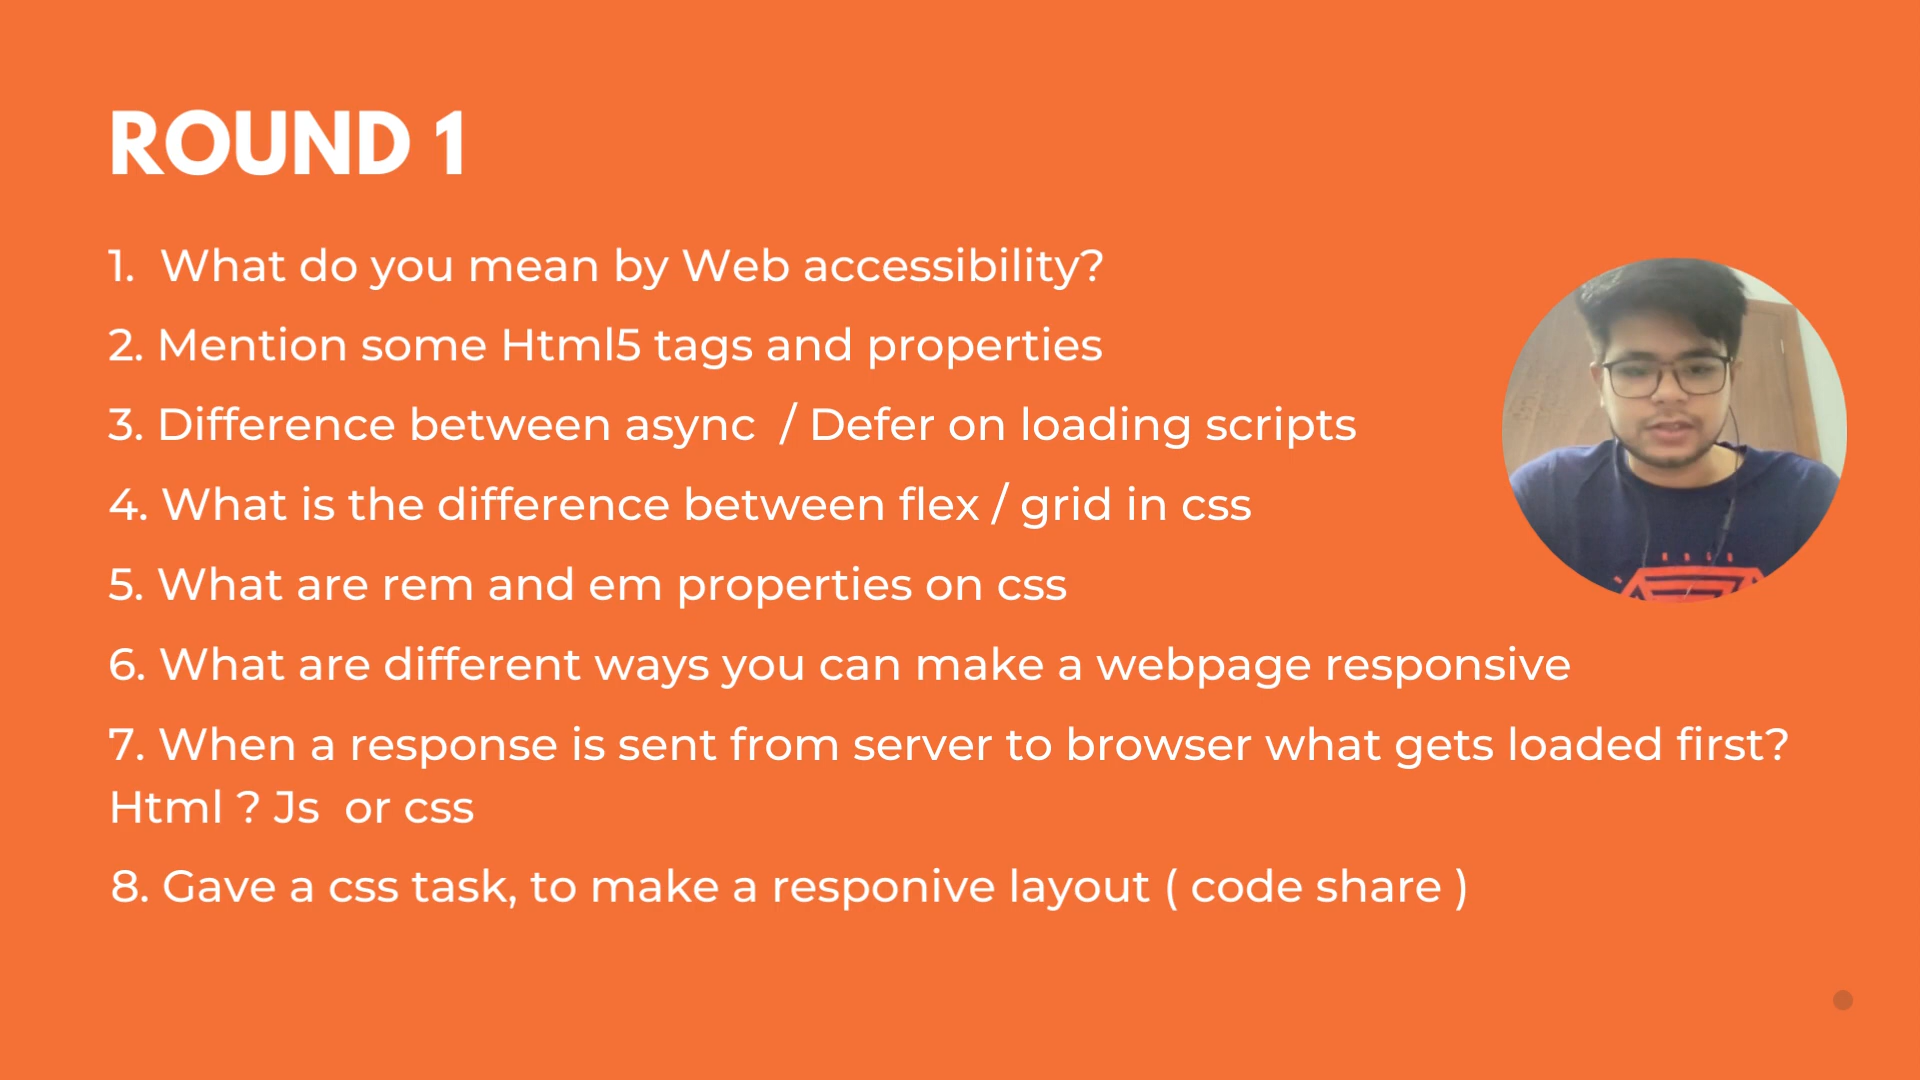 ROUND 1
1. What do you mean by Web accessibility?
2. Mention some Html5 tags and properties
3. Difference between async / Defer on loading scripts
4. What is the difference between flex / grid in css
5. What are rem and em properties on css
6. What are different ways you can make a webpage responsive
7. When a response is sent from server to browser what gets loaded first?
Html ? Js or css
8. Gave a css task, to make a responive layout ( code share )